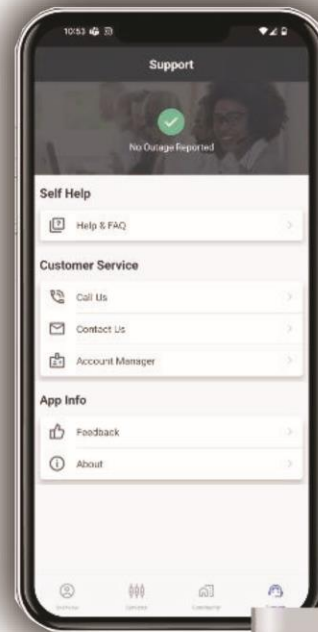 10:53
Support
No Outage Reported
Self Help
Help & FAQ
Customer Service
Call Us
Contact Us
Account Manager
App Info
Feedback
About